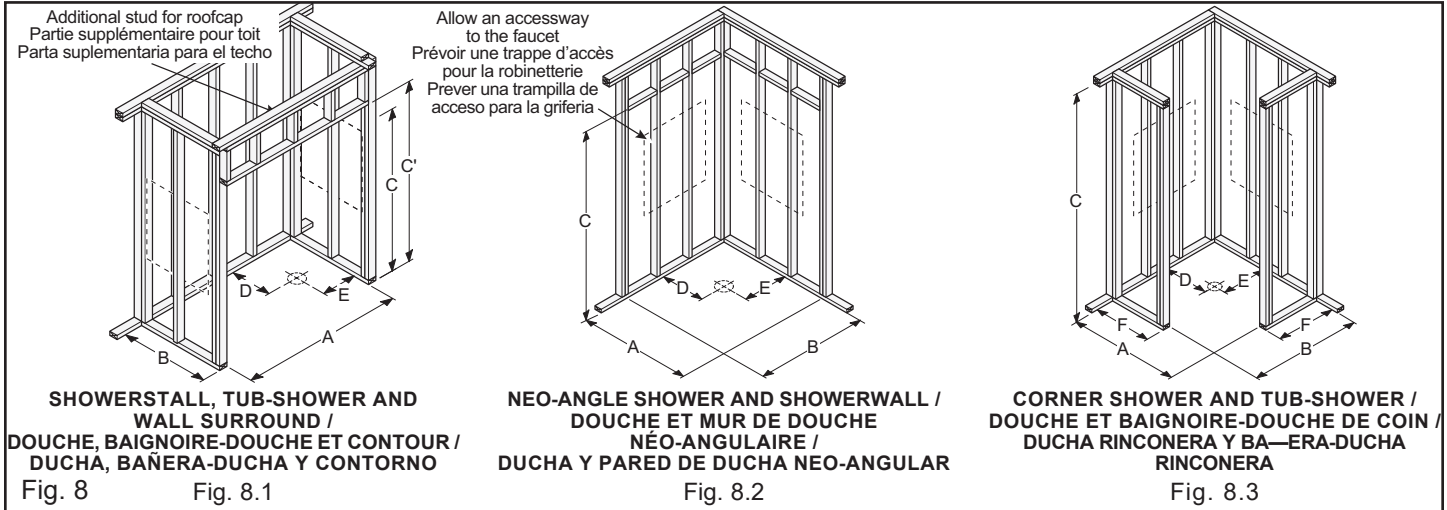 Additional stud for roofcap
Partie supplémentaire pour toit
Parta suplementaria para el techo
C
C'
D
E
A
B
SHOWERSTALL, TUB-SHOWER AND
WALL SURROUND /
DOUCHE, BAIGNOIRE-DOUCHE ET CONTOUR /
DUCHA, BAÑERA-DUCHA Y CONTORNO
Fig. 8
Fig. 8.1
Allow an accessway
to the faucet
Prévoir une trappe d'accès
pour la robinetterie
Prever una trampilla de
acceso para la griferia
C
D
E
A
B
NEO-ANGLE SHOWER AND SHOWERWALL /
DOUCHE ET MUR DE DOUCHE
NÉO-ANGULAIRE /
DUCHA Y PARED DE DUCHA NEO-ANGULAR
Fig. 8.2
C
D
E
F
F
A
B
CORNER SHOWER AND TUB-SHOWER /
DOUCHE ET BAIGNOIRE-DOUCHE DE COIN /
DUCHA RINCONERA Y BA—ERA-DUCHA
RINCONERA
Fig. 8.3